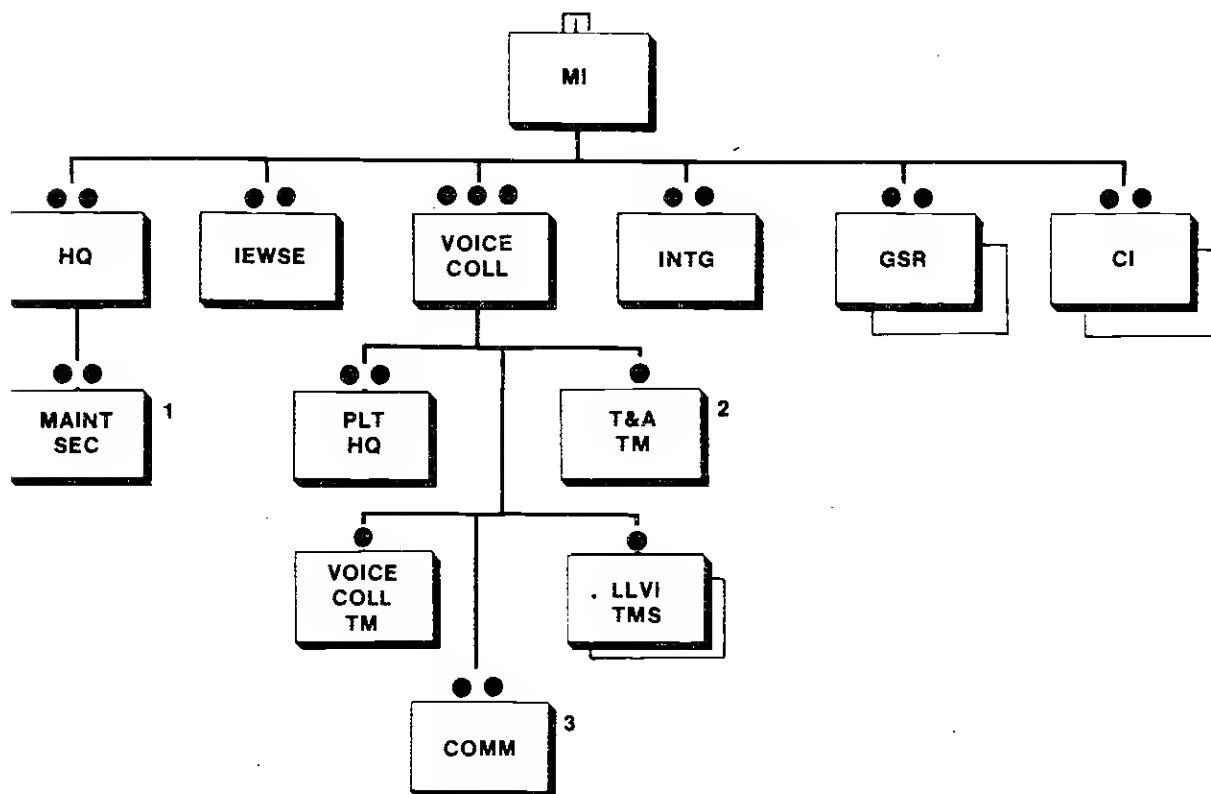 MI
HQ
IEWSE
VOICE
COLL
INTG
GSR
CI
MAINT
SEC
1
PLT
HQ
T&A
TM
2
VOICE
COLL
TM
LLVI
TMS
COMM
3